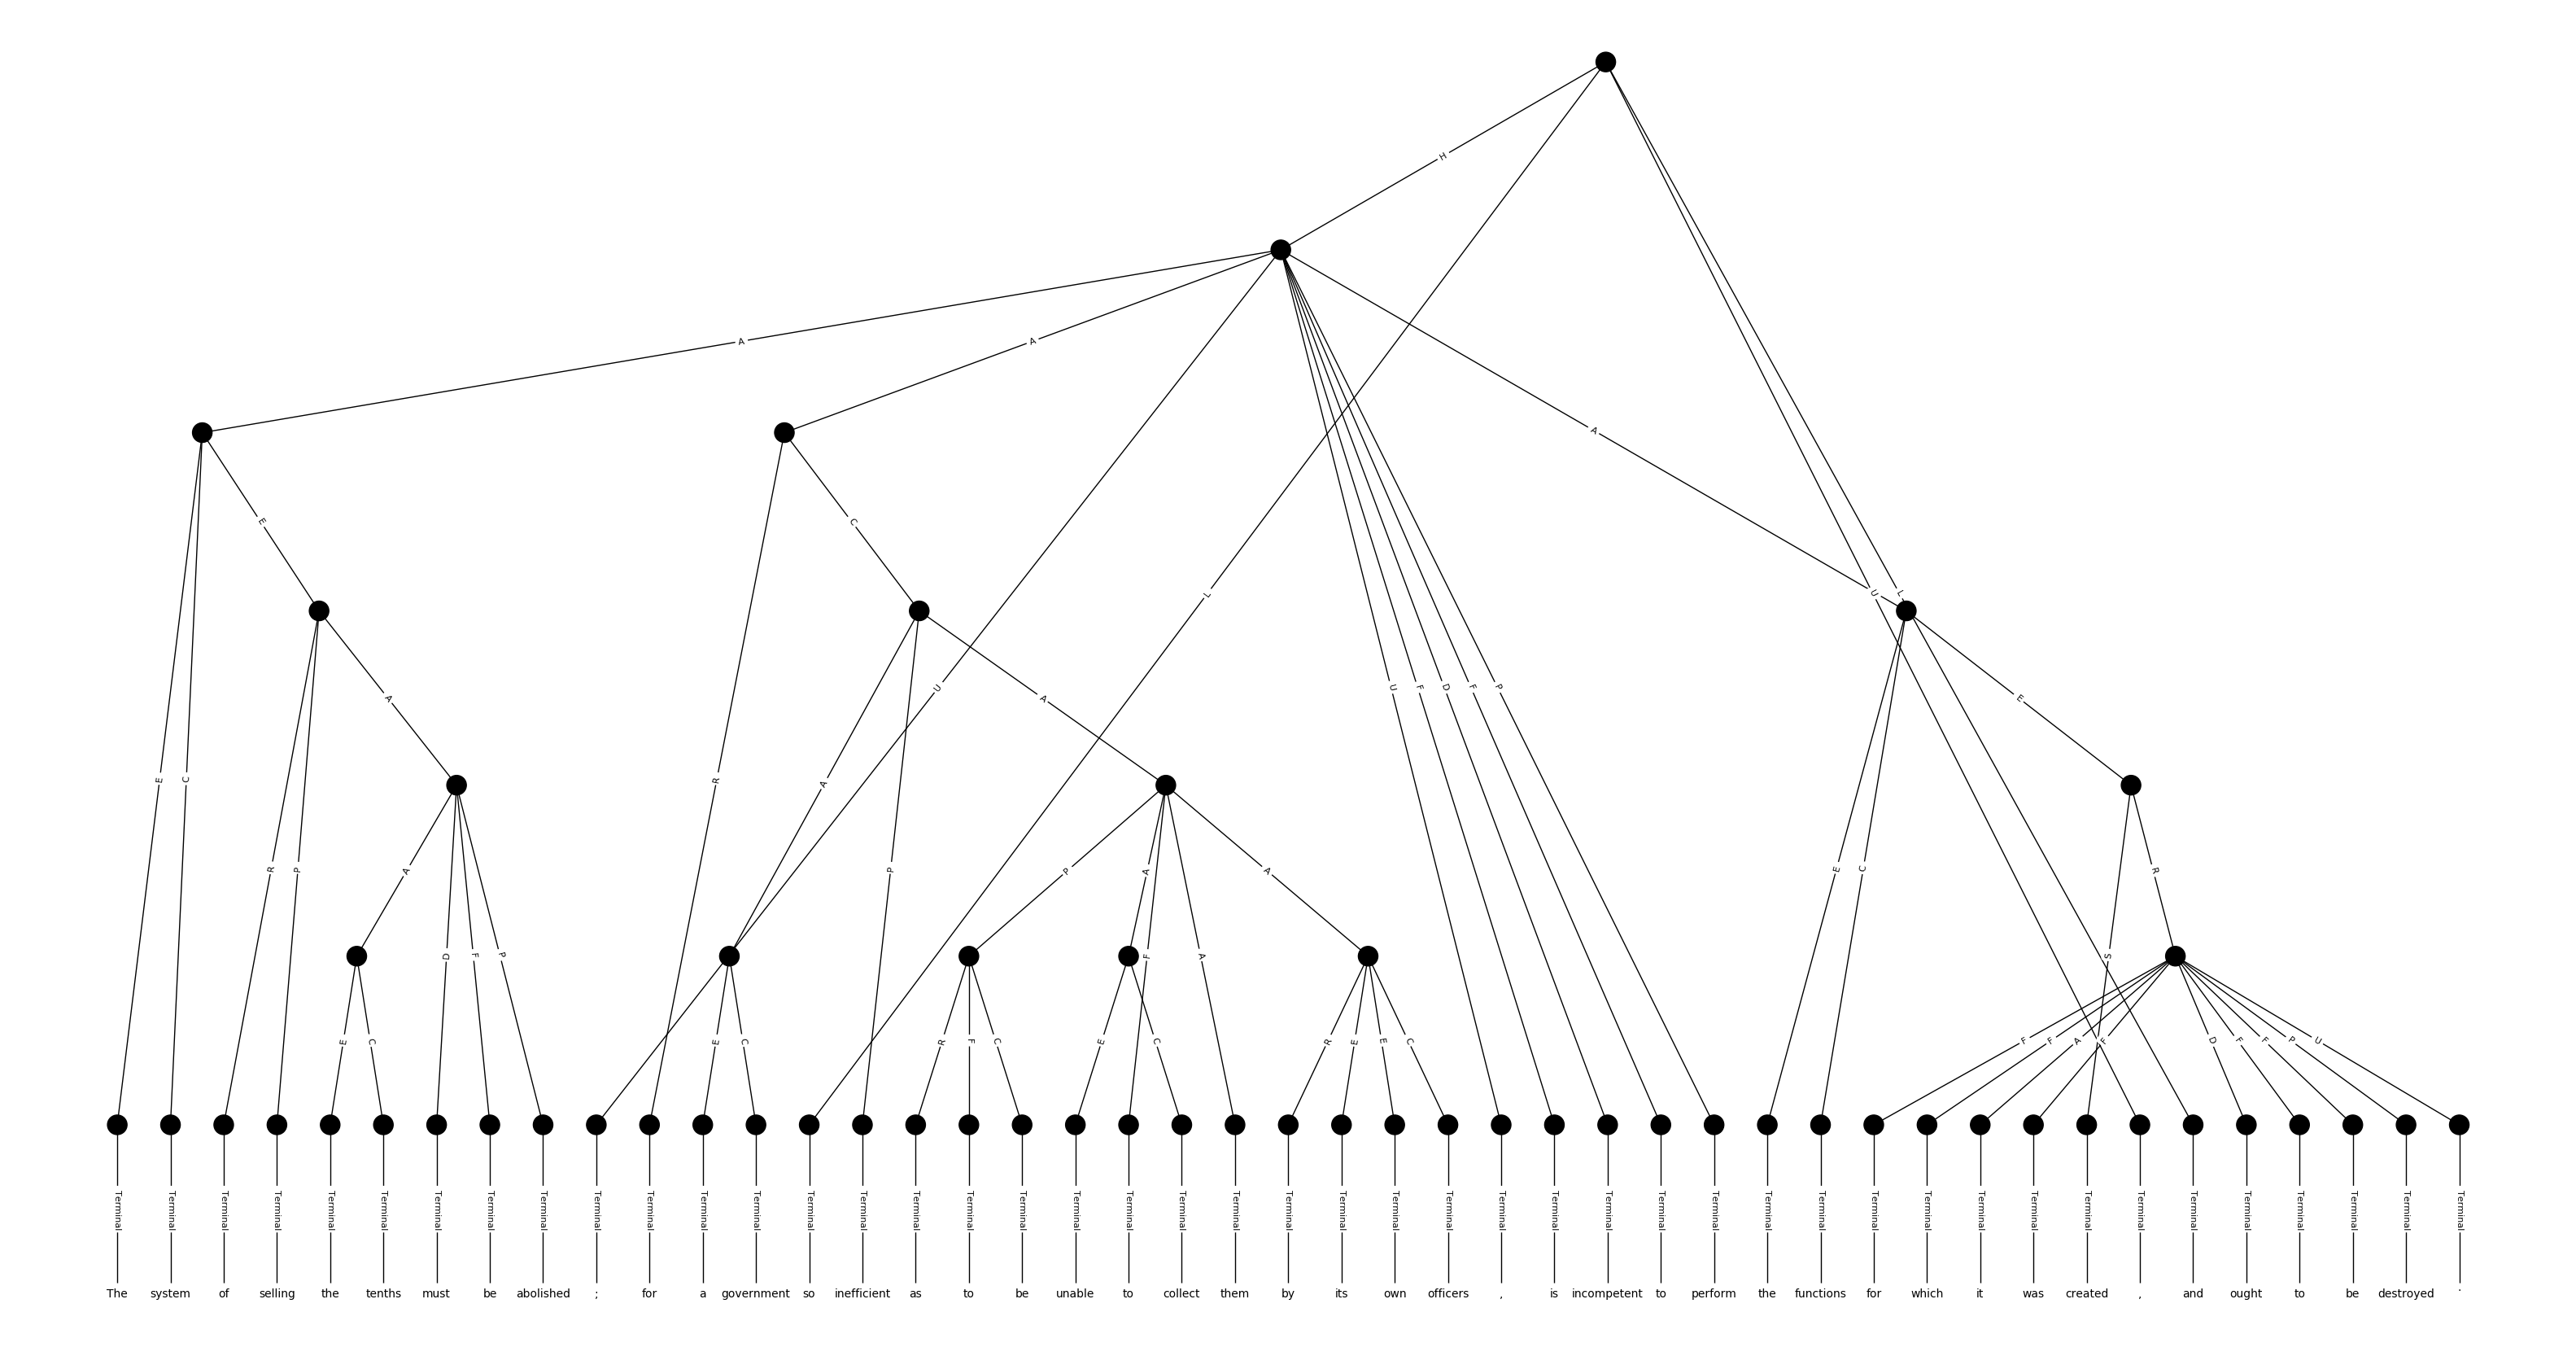 H
A A
A
E C U L U L
A R A P U F D F P E
E C R P A P A A E C S R
A D F P F A
E C E C R F C E C R E E C F F A F D F F P U
Terminal Terminal Terminal Terminal Terminal Terminal Terminal Terminal Terminal Terminal Terminal Terminal Terminal Terminal Terminal Terminal Terminal Terminal Terminal Terminal Terminal Terminal Terminal Terminal Terminal Terminal Terminal Terminal Terminal Terminal Terminal Terminal Terminal Terminal Terminal Terminal Terminal Terminal Terminal Terminal Terminal Terminal Terminal Terminal Terminal
The system of selling the tenths must be abolished ; for a government so inefficient as to be unable to collect them by its own officers , is incompetent to perform the functions for which it was created , and ought to be destroyed .